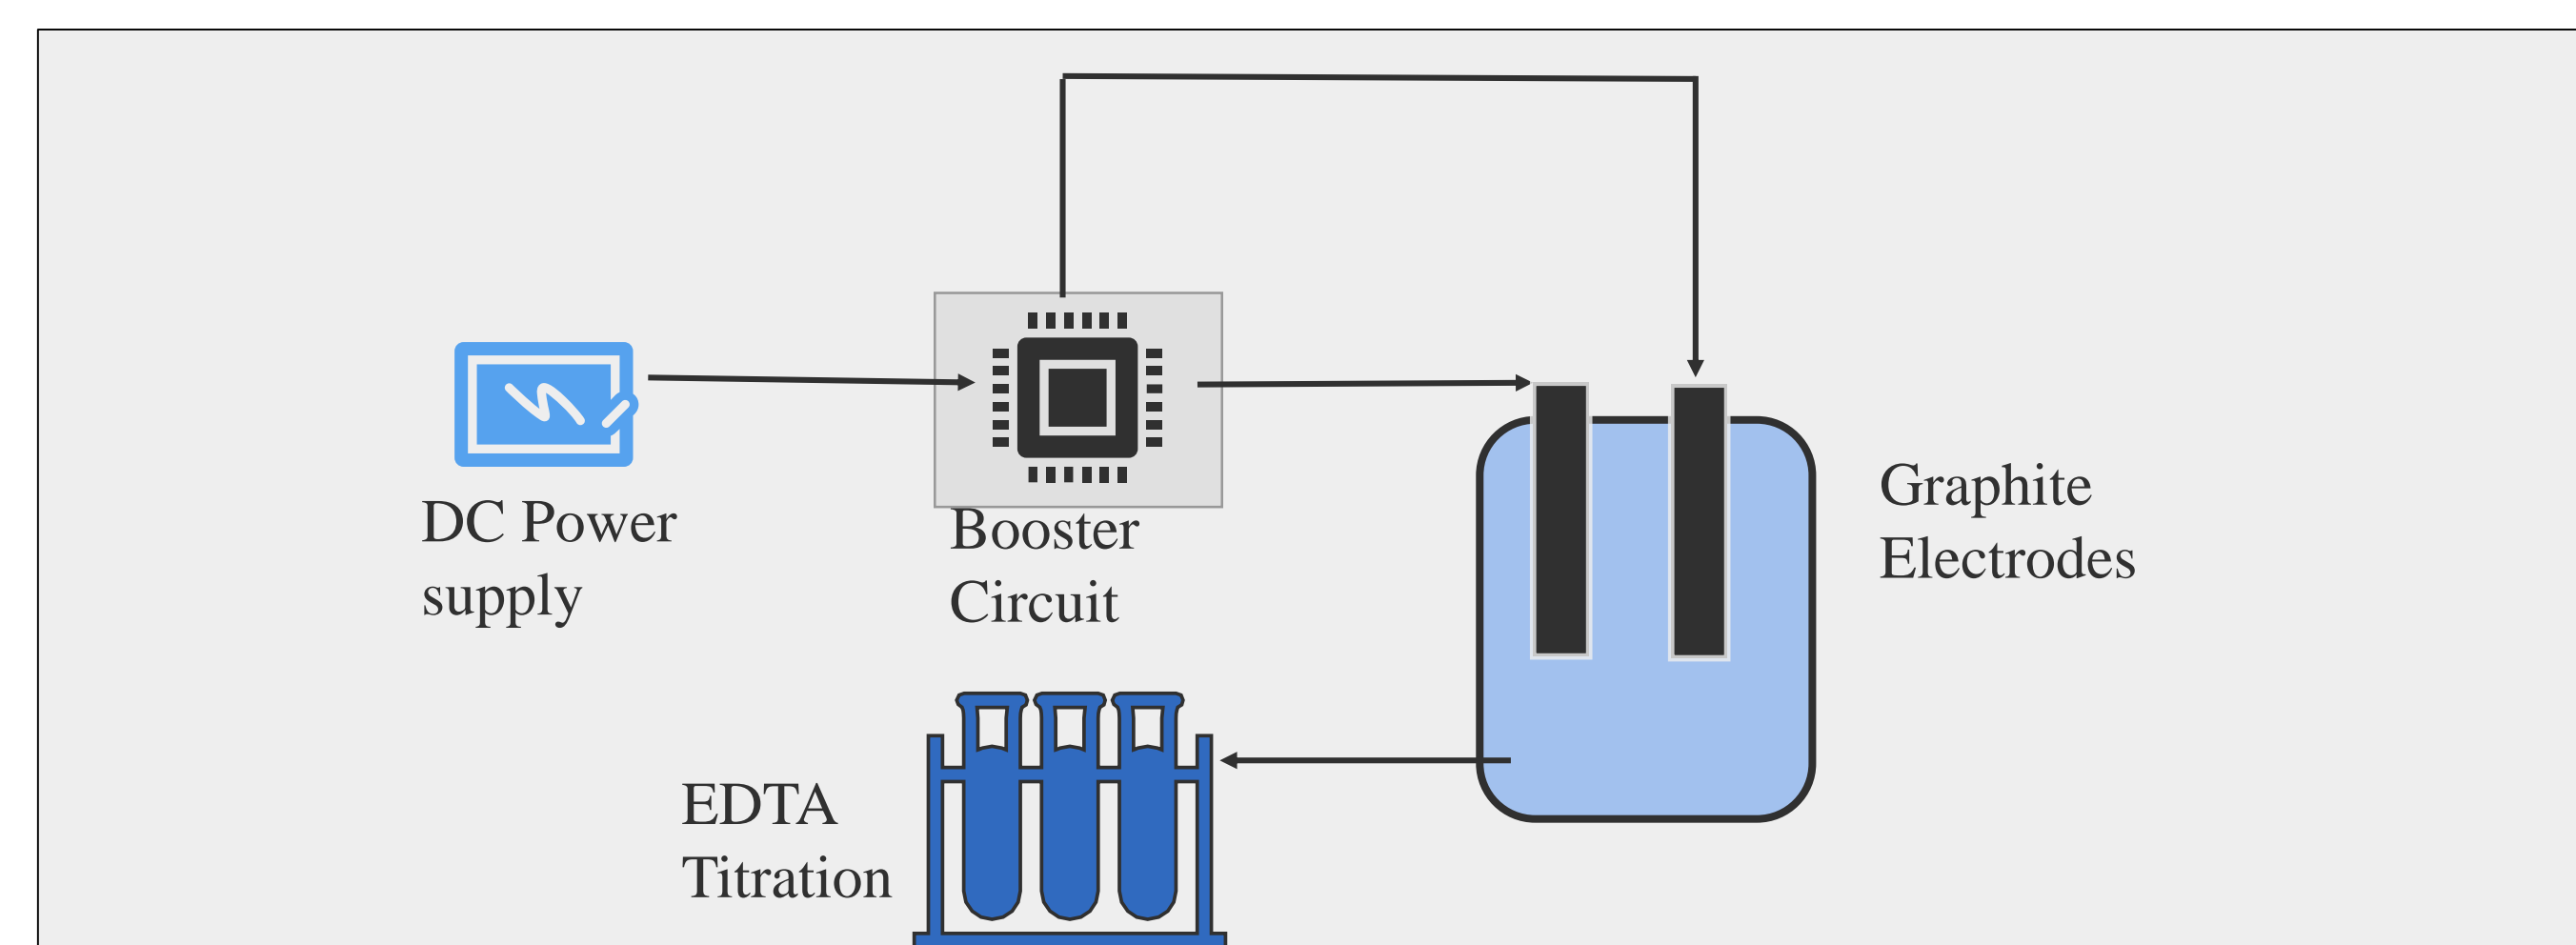 DC Power
supply
Booster
Circuit
Graphite
Electrodes
EDTA
Titration